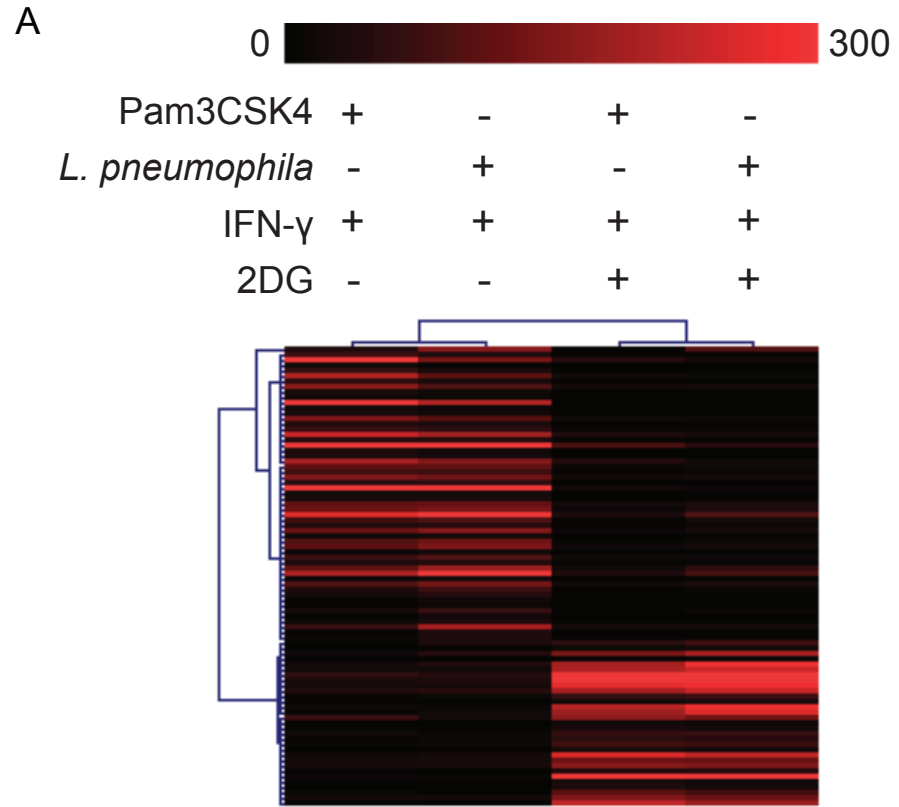 A
0 300
Pam3CSK4 + - + -
L. pneumophila - + - +
IFN-γ + + + +
2DG - - + +